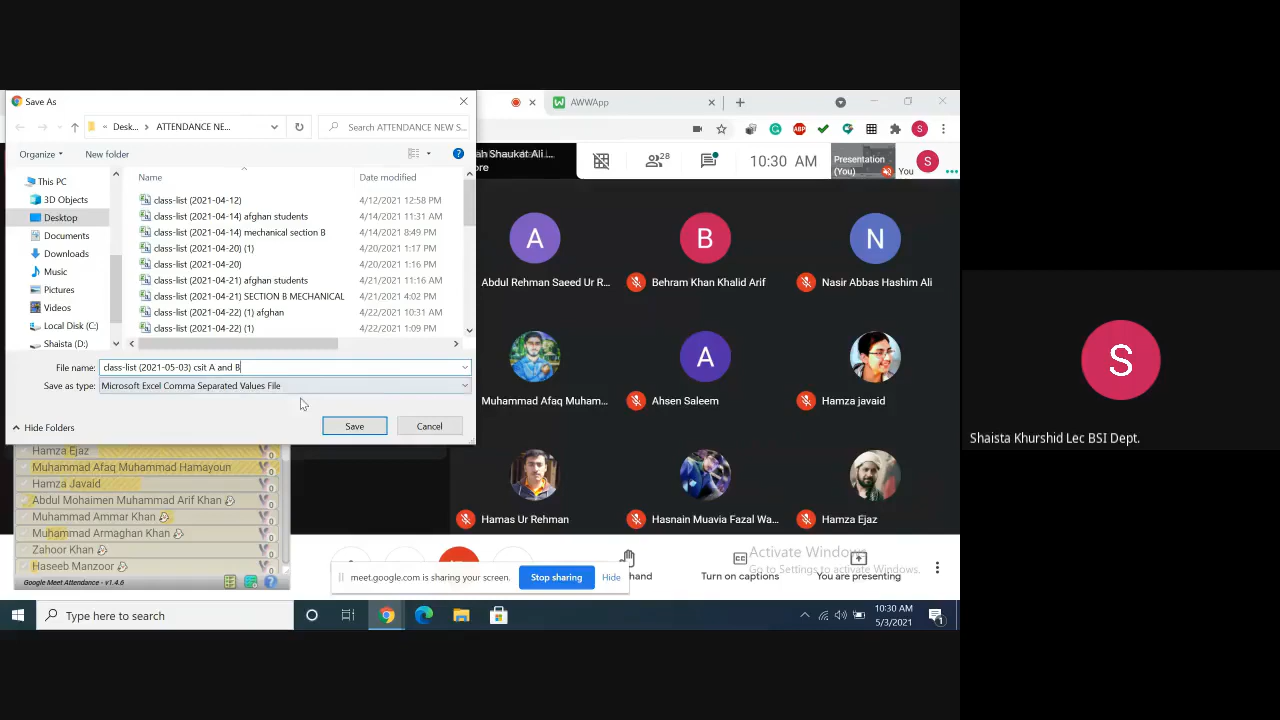 Save As
AWWApp
« Desk... › ATTENDANCE NE...
Search ATTENDANCE NEW S...
Organize
New folder
ah Shaukat Ali ...
ore
28
10:30 AM
Presentation
(You)
You
S
This PC
3D Objects
Desktop
Documents
Downloads
Music
Pictures
Videos
Local Disk (C:)
Shaista (D:)
Name
Date modified
class-list (2021-04-12)
4/12/2021 12:58 PM
class-list (2021-04-14) afghan students
4/14/2021 11:31 AM
class-list (2021-04-14) mechanical section B
4/14/2021 8:49 PM
class-list (2021-04-20) (1)
4/20/2021 1:17 PM
class-list (2021-04-20)
4/20/2021 1:16 PM
class-list (2021-04-21) afghan students
4/21/2021 11:16 AM
class-list (2021-04-21) SECTION B MECHANICAL
4/21/2021 4:02 PM
class-list (2021-04-22) (1) afghan
4/22/2021 10:31 AM
class-list (2021-04-22) (1)
4/22/2021 1:09 PM
File name: class-list (2021-05-03) csit A and B
Save as type: Microsoft Excel Comma Separated Values File
Hide Folders
Save
Cancel
A
Abdul Rehman Saeed Ur R...
B
Behram Khan Khalid Arif
N
Nasir Abbas Hashim Ali
Muhammad Afaq Muham...
A
Ahsen Saleem
Hamza javaid
Hamas Ur Rehman
Hasnain Muavia Fazal Wa...
Hamza Ejaz
Hamza Ejaz
Muhammad Afaq Muhammad Hamayoun
Hamza Javaid
Abdul Mohaimen Muhammad Arif Khan
Muhammad Ammar Khan
Muhammad Armaghan Khan
Zahoor Khan
Haseeb Manzoor
Google Meet Attendance - v1.4.6
meet.google.com is sharing your screen.
Stop sharing
Hide
hand
Turn on captions
You are presenting
Activate Windows
Go to Settings to activate Windows.
Type here to search
10:30 AM
5/3/2021
S
Shaista Khurshid Lec BSI Dept.